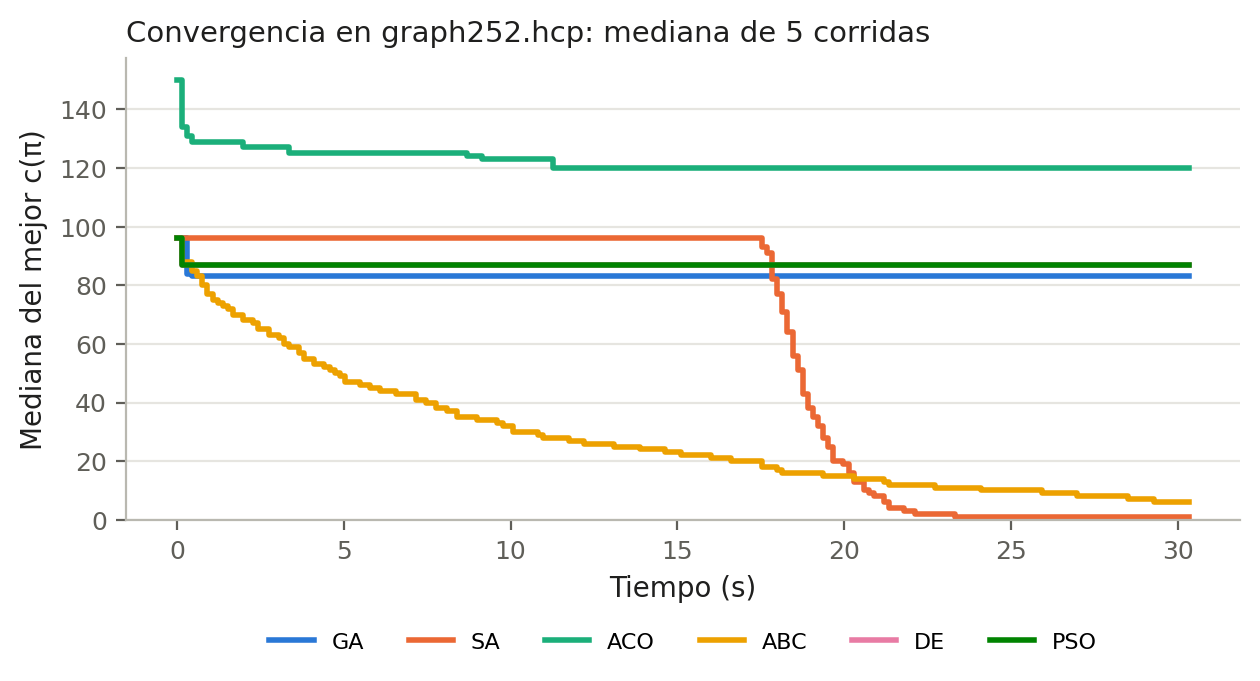 Convergencia en graph252.hcp: mediana de 5 corridas
Mediana del mejor c(π)
140
120
100
80
60
40
20
0
0 5 10 15 20 25 30
Tiempo (s)
GA SA ACO ABC DE PSO